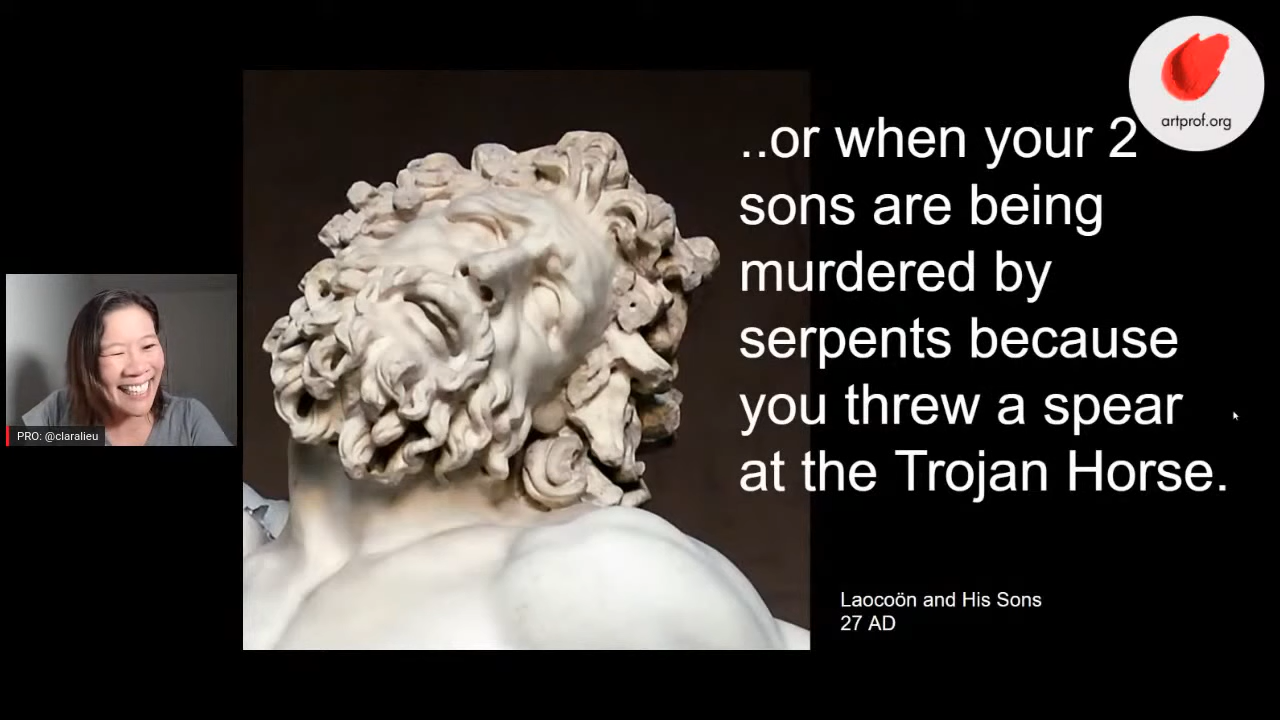 ..or when your 2
sons are being
murdered by
serpents because
you threw a spear
at the Trojan Horse.
artprof.org
PRO: @claralieu
Laocoön and His Sons
27 AD